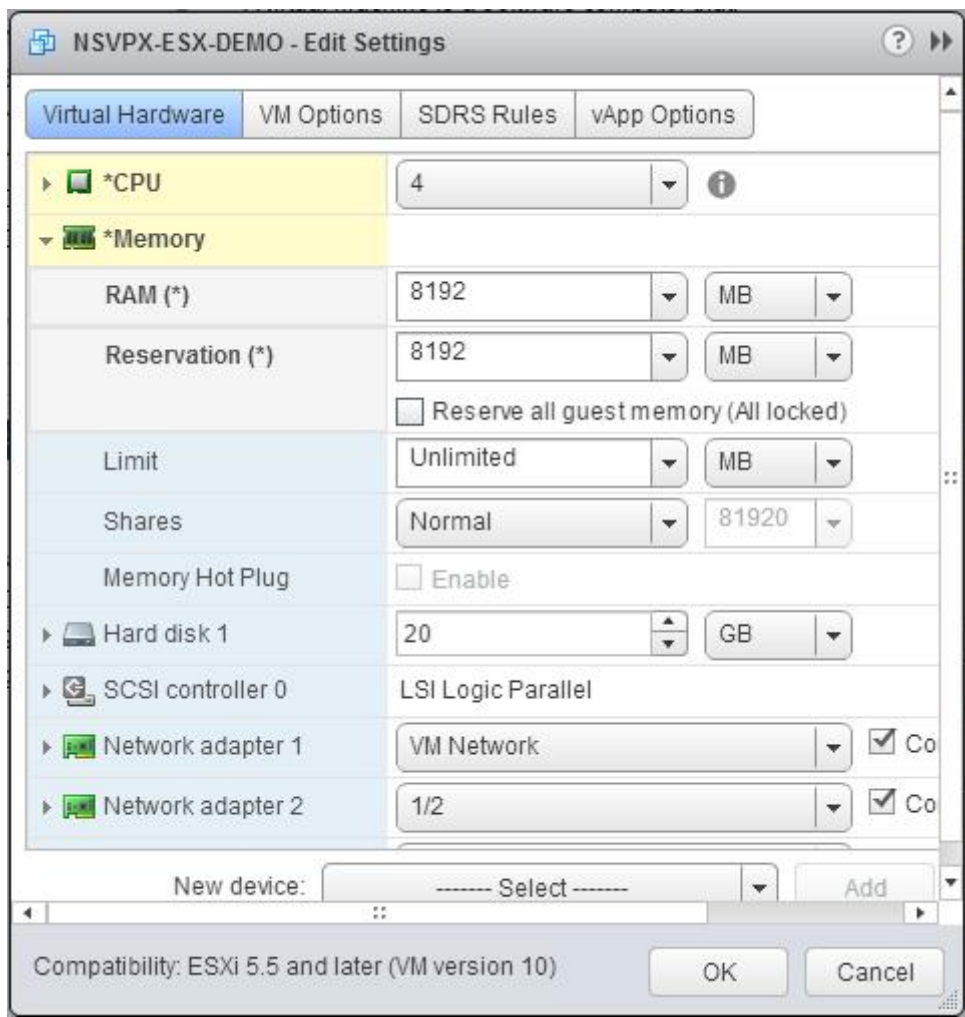 NSVPX-ESX-DEMO - Edit Settings ?
Virtual Hardware VM Options SDRS Rules vApp Options
*CPU 4
*Memory
RAM (*) 8192 MB
Reservation (*) 8192 MB
Reserve all guest memory (All locked)
Limit Unlimited MB
Shares Normal 81920
Memory Hot Plug Enable
Hard disk 1 20 GB
SCSI controller 0 LSI Logic Parallel
Network adapter 1 VM Network Co
Network adapter 2 1/2 Co
New device: ------- Select ------- Add
Compatibility: ESXi 5.5 and later (VM version 10) OK Cancel